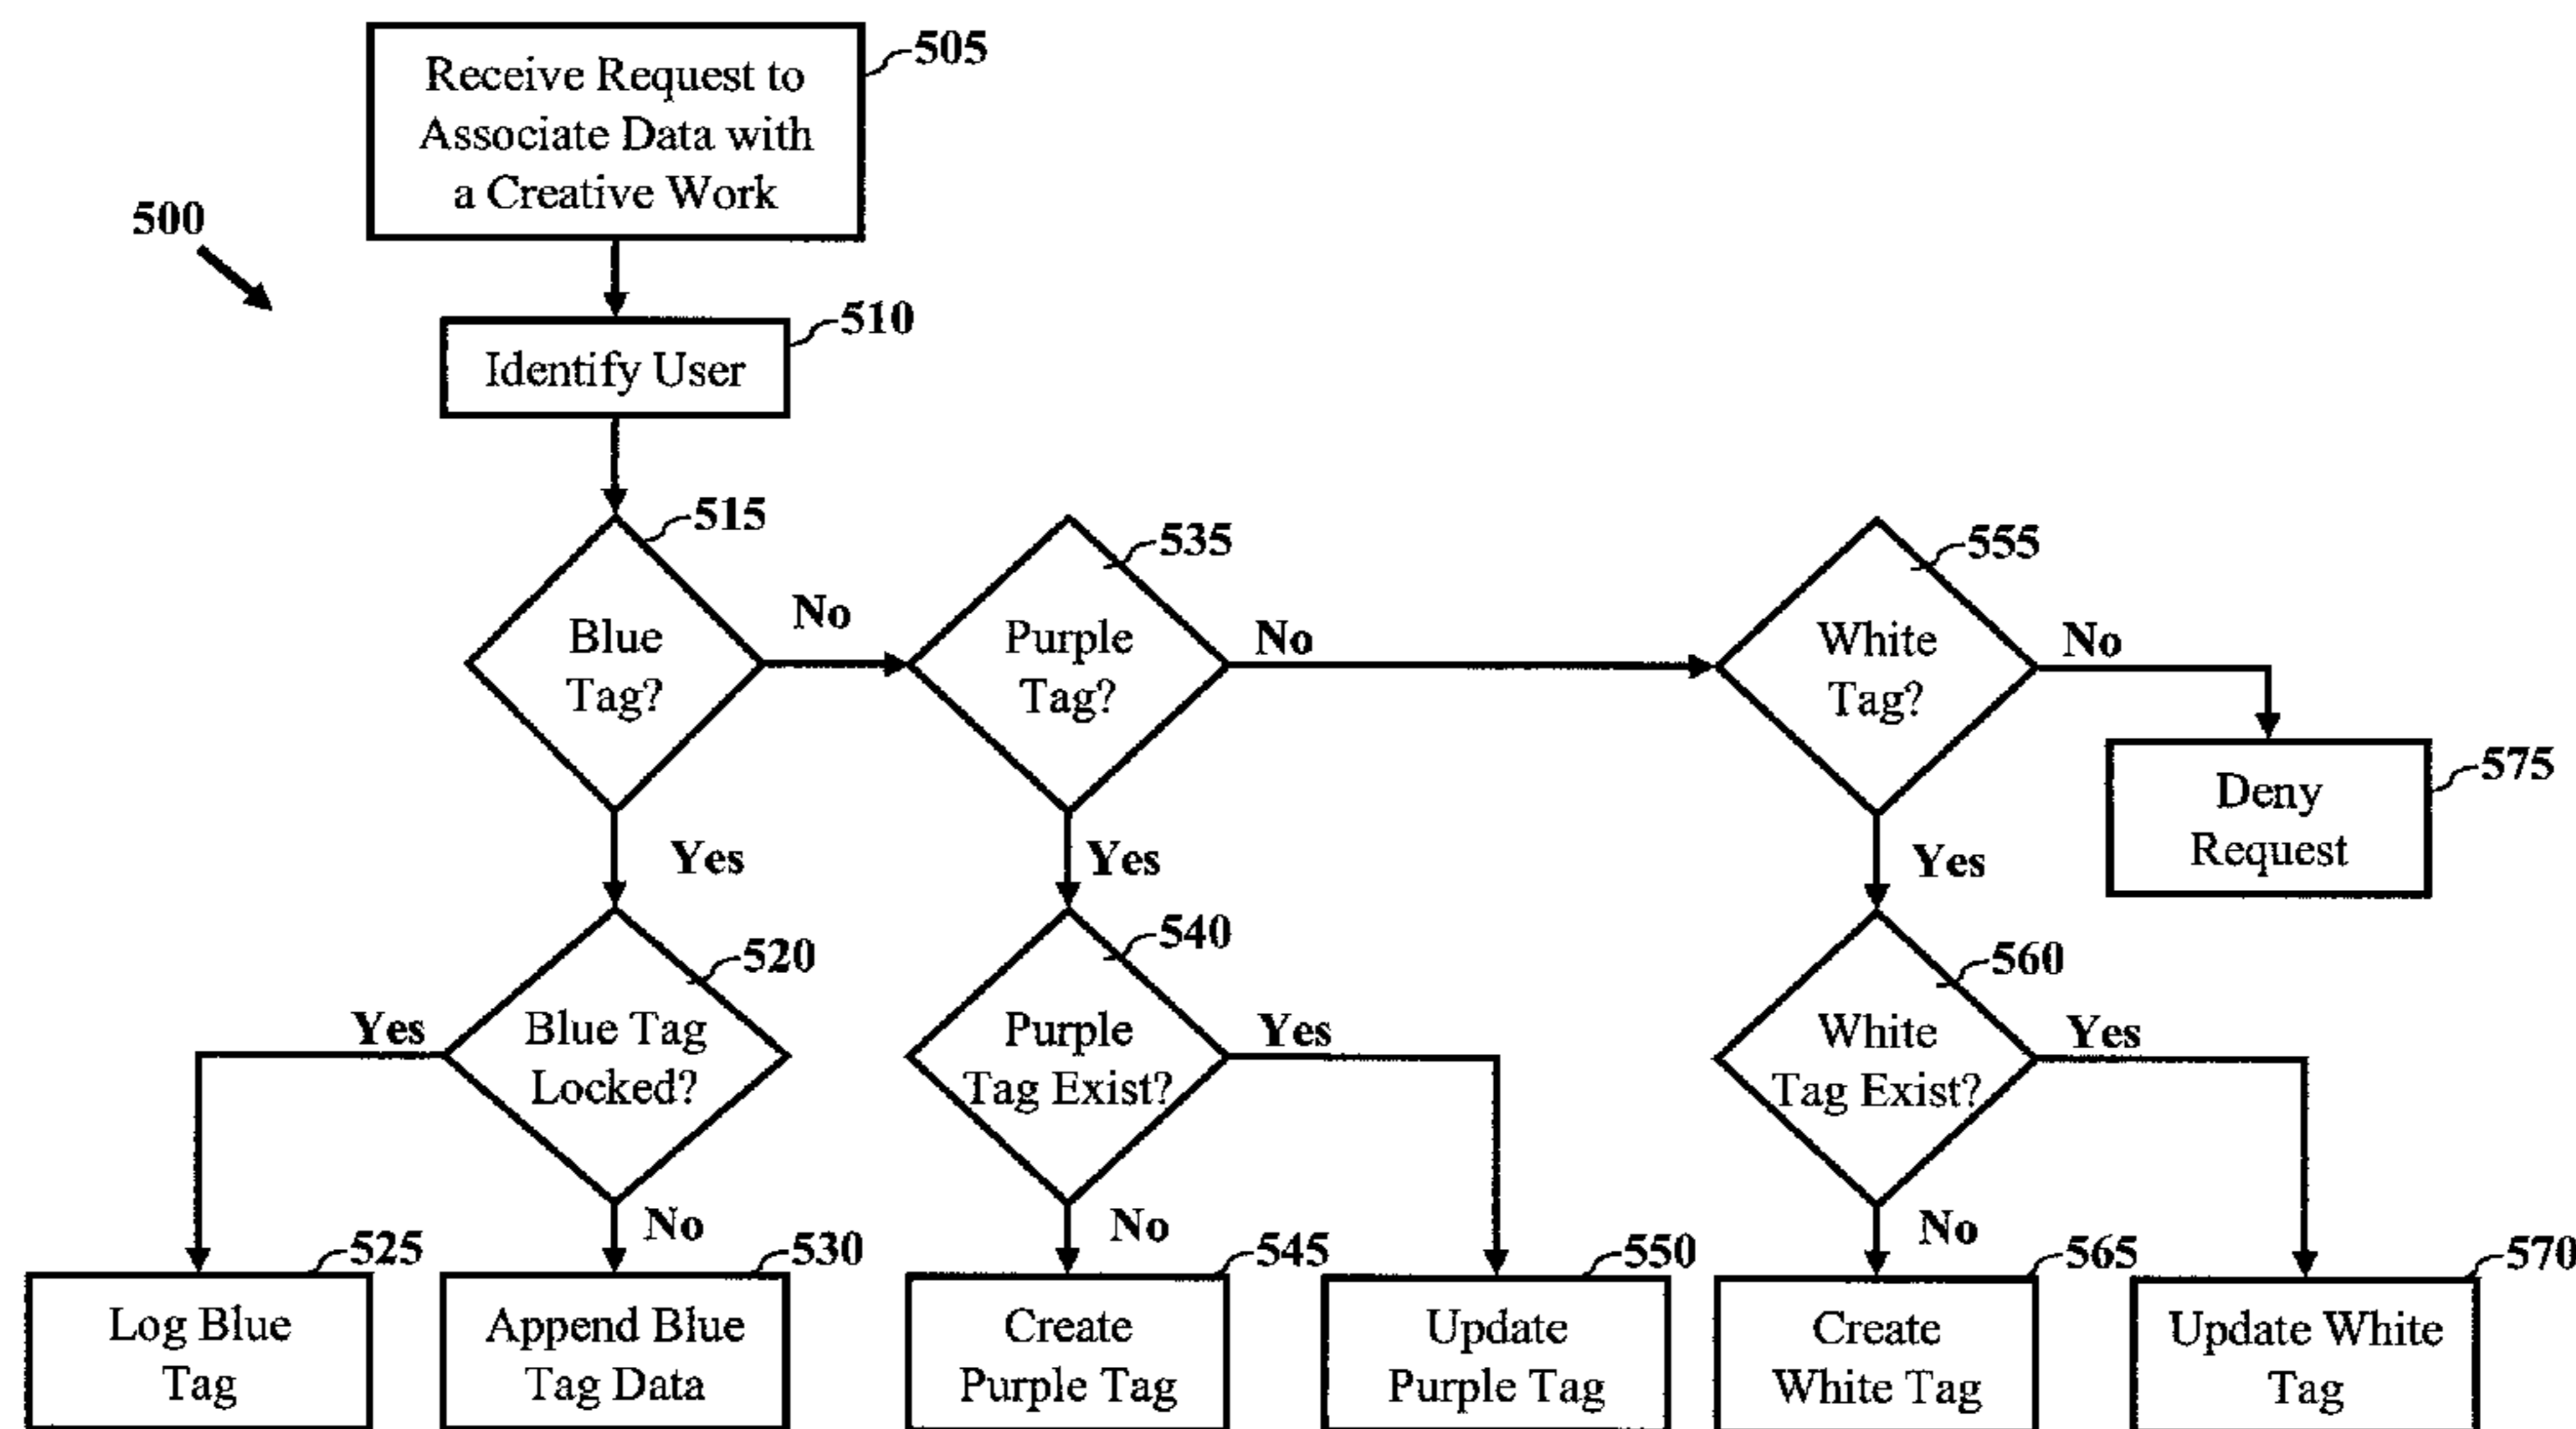 Receive Request to
Associate Data with
a Creative Work
505
500
Identify User
510
Blue
Tag?
515
No
Purple
Tag?
535
No
White
Tag?
555
No
Deny
Request
575
Yes
Yes
Yes
Blue Tag
Locked?
520
Yes
No
Purple
Tag Exist?
540
Yes
No
White
Tag Exist?
560
Yes
No
Log Blue
Tag
525
Append Blue
Tag Data
530
Create
Purple Tag
545
Update
Purple Tag
550
Create
White Tag
565
Update White
Tag
570